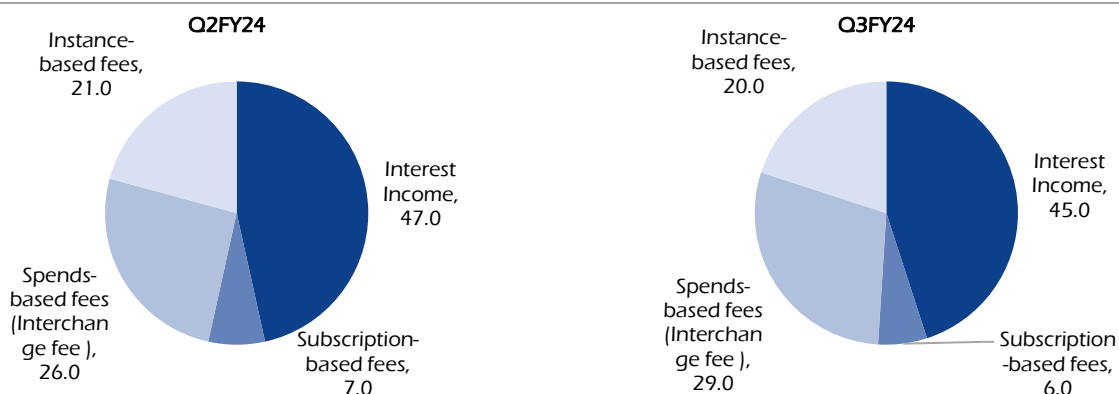 Q2FY24
Instance-
based fees,
21.0
Interest
Income,
47.0
Spends-
based fees
(Interchan
ge fee ),
26.0
Subscription-
based fees,
7.0
Q3FY24
Instance-
based fees,
20.0
Interest
Income,
45.0
Spends-
based fees
(Interchan
ge fee ),
29.0
Subscription
-based fees,
6.0